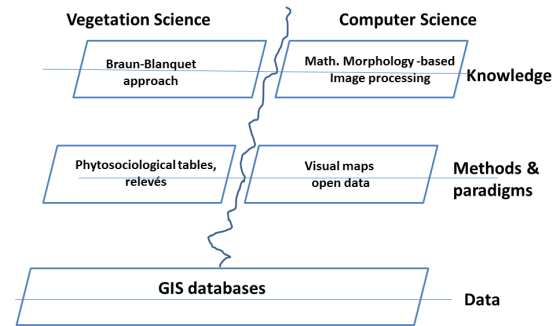 Vegetation Science
Computer Science
Braun-Blanquet
approach
Math. Morphology -based
Image processing
Knowledge
Phytosociological tables,
relevés
Visual maps
open data
Methods &
paradigms
GIS databases
Data